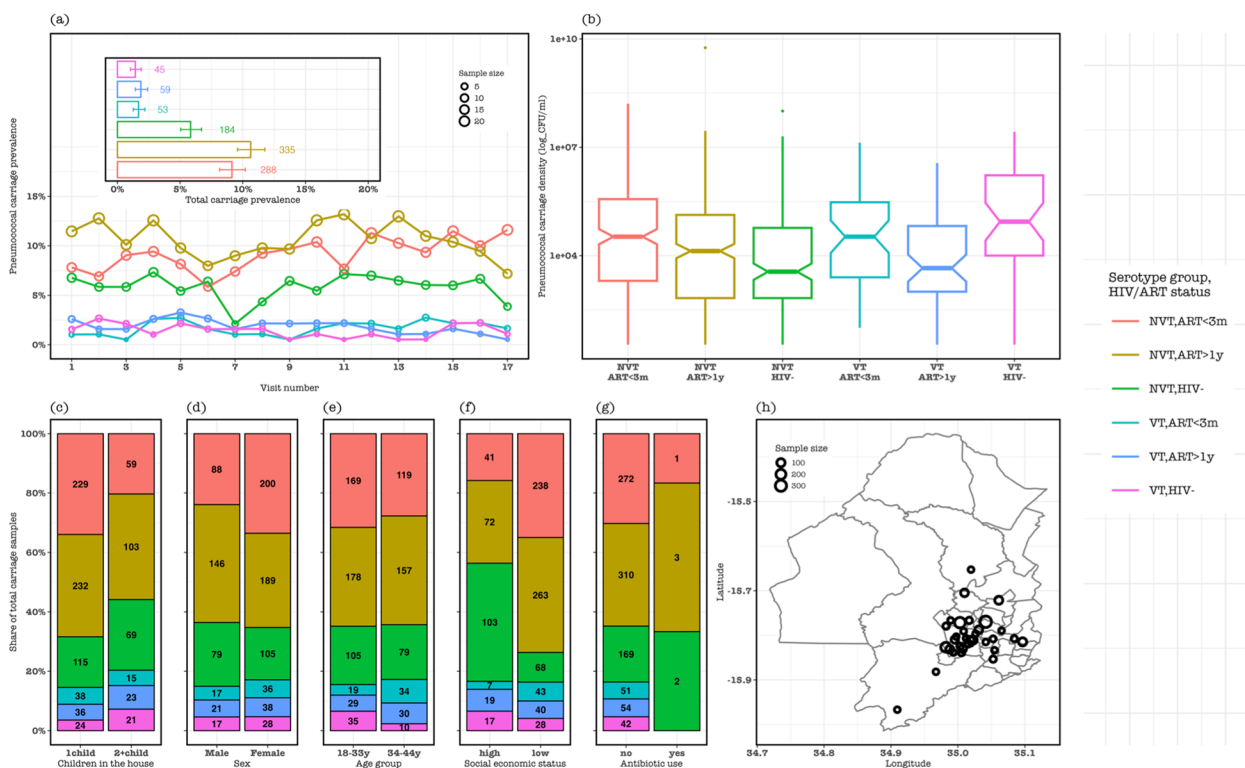 (a)
Pneumococcal carriage prevalence
15%
10%
5%
0%
45
59
53
184
335
288
0%
5%
10%
15%
20%
Total carriage prevalence
Sample size
5
10
15
20
1
3
5
7
9
11
13
15
17
Visit number
(b)
Pneumococcal carriage density (log_CFU/ml)
1e+10
1e+07
1e+04
NVT
ART<3m
NVT
ART>1y
NVT
HIV-
VT
ART<3m
VT
ART>1y
VT
HIV-
Serotype group,
HIV/ART status
NVT,ART<3m
NVT,ART>1y
NVT,HIV-
VT,ART<3m
VT,ART>1y
VT,HIV-
Share of total carriage samples
100%
80%
60%
40%
20%
0%
(c)
229
232
115
38
36
24
59
103
69
15
23
21
1child
2+child
Children in the house
(d)
88
146
79
17
21
17
200
189
105
36
38
28
Male
Female
Sex
(e)
169
178
105
19
29
35
119
157
79
34
30
10
18-33y
34-44y
Age group
(f)
41
72
103
7
19
17
238
263
68
43
40
28
high
low
Social economic status
(g)
272
310
169
51
54
42
1
3
2
no
yes
Antibiotic use
(h)
Sample size
100
200
300
Latitude
-15.8
-15.7
-15.9
34.7
34.8
34.9
35.0
35.1
Longitude